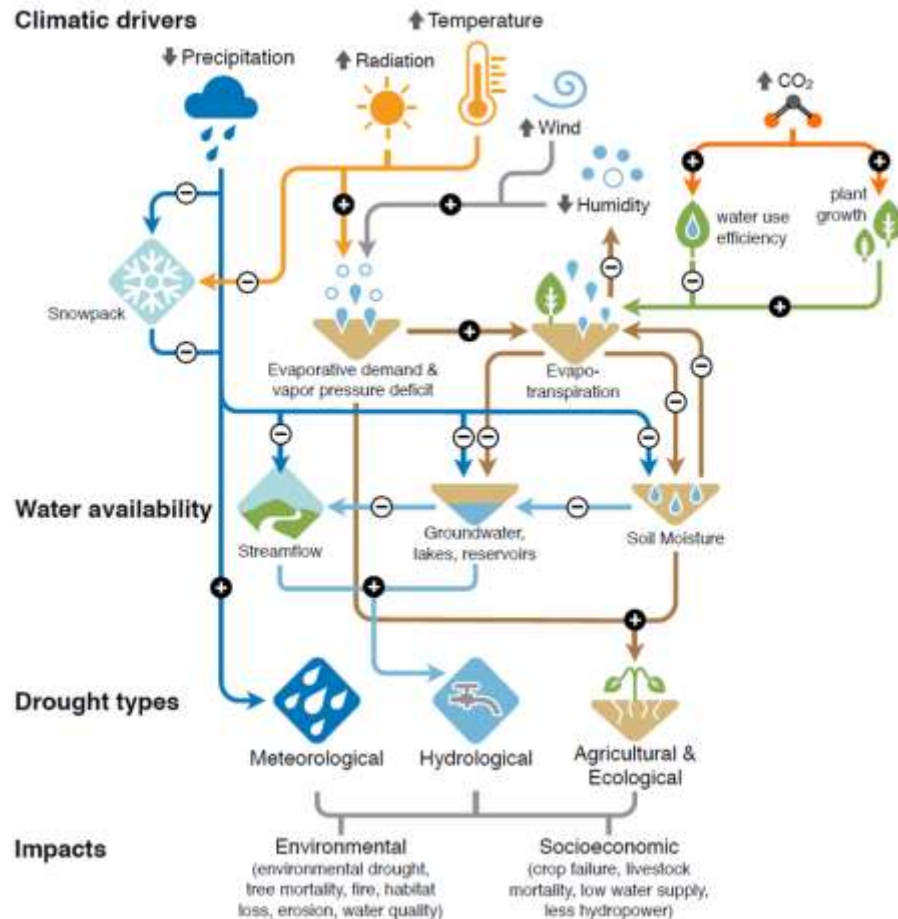 Climatic drivers
Temperature
Precipitation
Radiation
CO₂
Wind
Humidity
water use
efficiency
plant
growth
Snowpack
Evaporative demand &
vapor pressure deficit
Evapo-
transpiration
Water availability
Streamflow
Groundwater,
lakes, reservoirs
Soil Moisture
Drought types
Meteorological
Hydrological
Agricultural &
Ecological
Impacts
Environmental
(environmental drought,
tree mortality, fire, habitat
loss, erosion, water quality)
Socioeconomic
(crop failure, livestock
mortality, low water supply,
less hydropower)